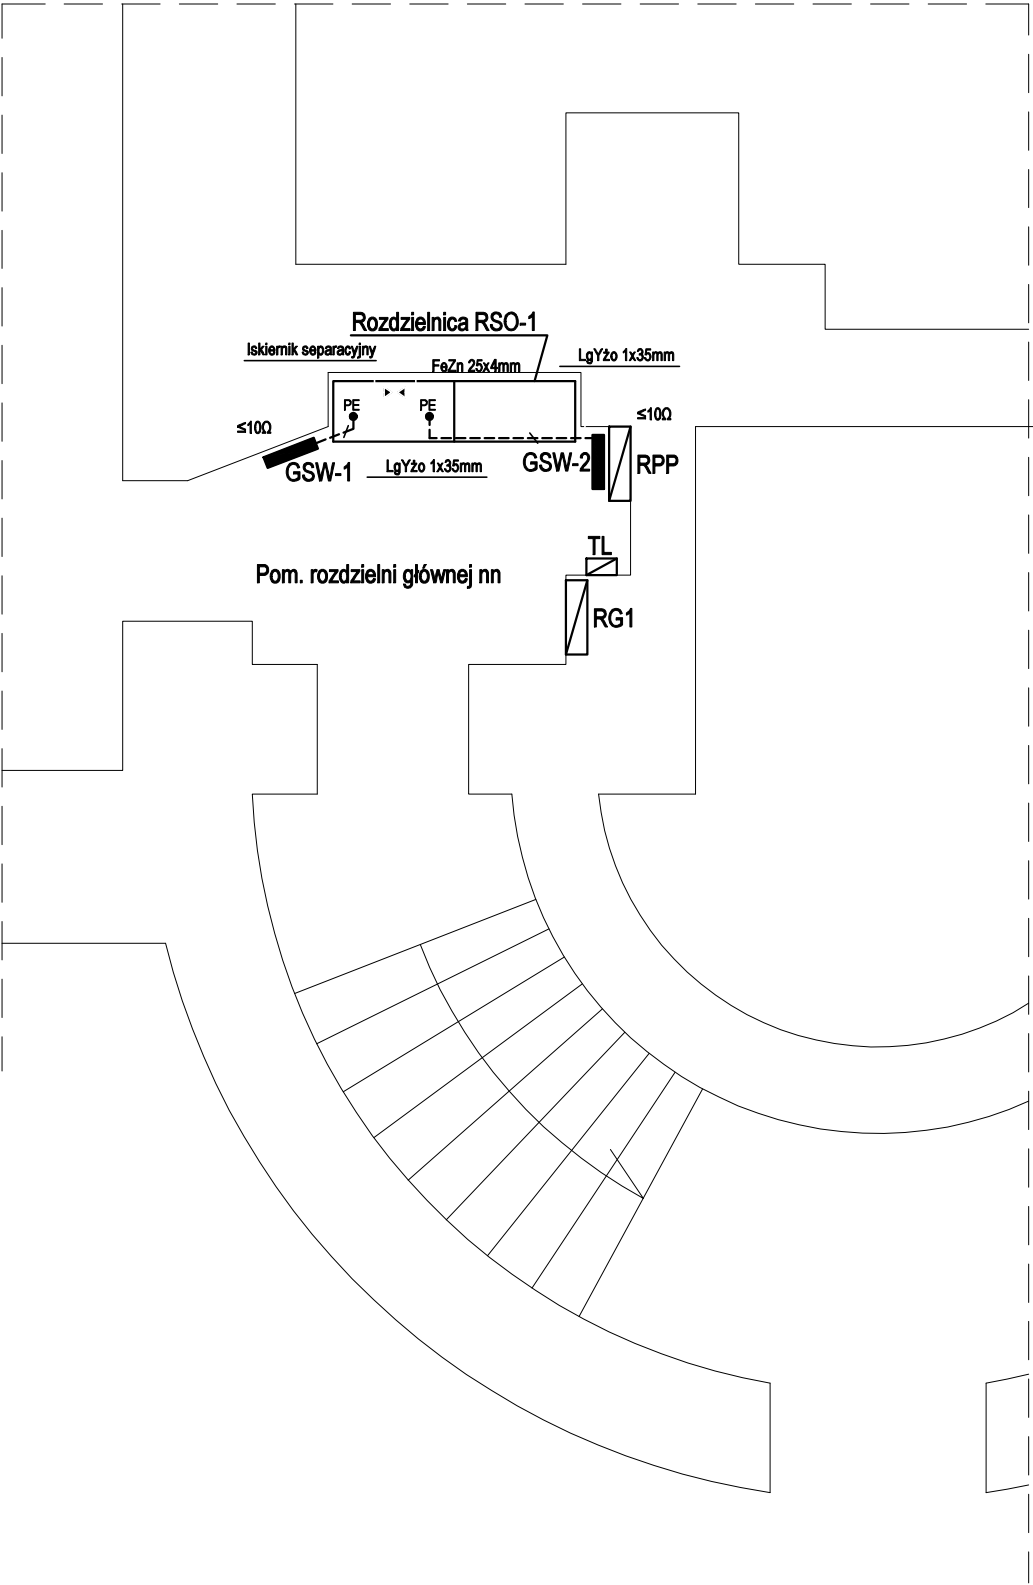 Rozdzielnica RSO-1
Iskiernik separacyjny
FeZn 25x4mm
LgYżo 1x35mm
PE
PE
≤10Ω
≤10Ω
GSW-1
LgYżo 1x35mm
GSW-2
RPP
TL
Pom. rozdzielni głównej nn
RG1